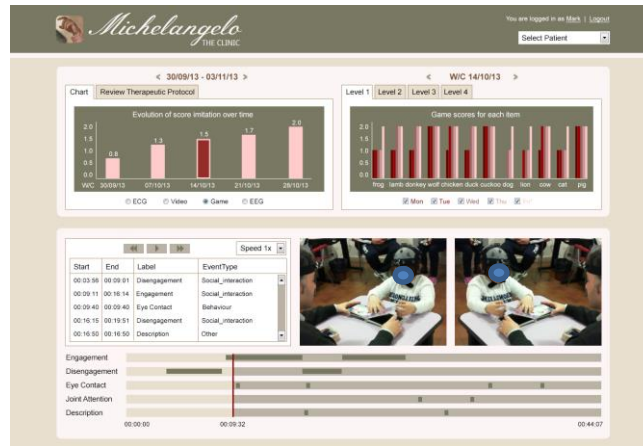 You are logged in as Mark | Logout
Michelangelo
THE CLINIC
Select Patient
< 30/09/13 - 03/11/13 >
< W/C 14/10/13 >
Chart Review Therapeutic Protocol
Level 1 Level 2 Level 3 Level 4
Evolution of score imitation over time
2.0
1.5
1.0
0.5
0.0
0.8 1.3 1.5 1.7 2.0
W/C 30/09/13 07/10/13 14/10/13 21/10/13 28/10/13
ECG Video Game EEG
Game scores for each item
2.0
1.5
1.0
0.5
0.0
frog lamb donkey wolf chicken duck cuckoo dog lion cow cat pig
Mon Tue Wed Thu
Speed 1x
Start End Label EventType
00:03:56 00:09:01 Disengagement Social_interaction
00:09:11 00:16:14 Engagement Social_interaction
00:09:40 00:09:40 Eye Contact Behaviour
00:16:15 00:19:51 Disengagement Social_interaction
00:16:50 00:16:50 Description Other
Engagement
Disengagement
Eye Contact
Joint Attention
Description
00:00:00 00:09:32 00:44:07